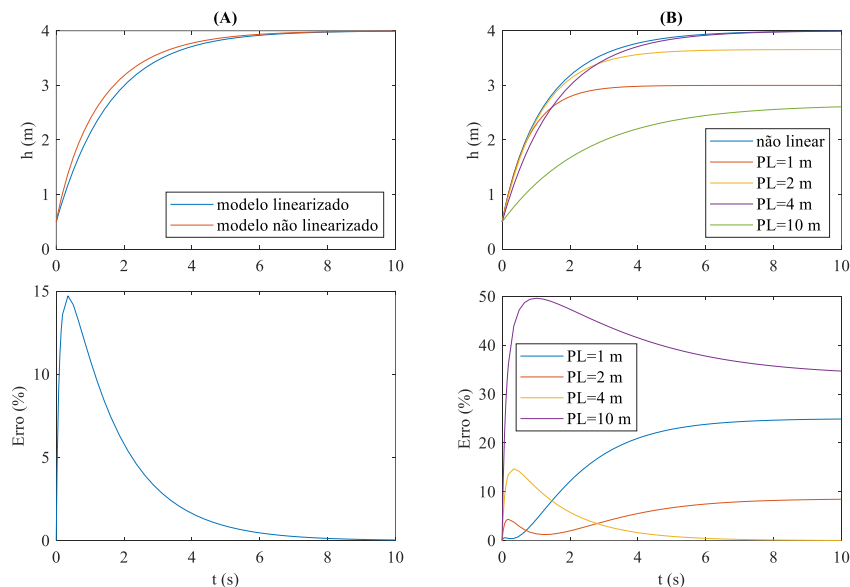 (A)
h (m)
4
3
2
1
0
modelo linearizado
modelo não linearizado
0 2 4 6 8 10
(B)
h (m)
4
3
2
1
0
não linear
PL=1 m
PL=2 m
PL=4 m
PL=10 m
0 2 4 6 8 10
Erro (%)
15
10
5
0
0 2 4 6 8 10
t (s)
Erro (%)
50
40
30
20
10
0
PL=1 m
PL=2 m
PL=4 m
PL=10 m
0 2 4 6 8 10
t (s)